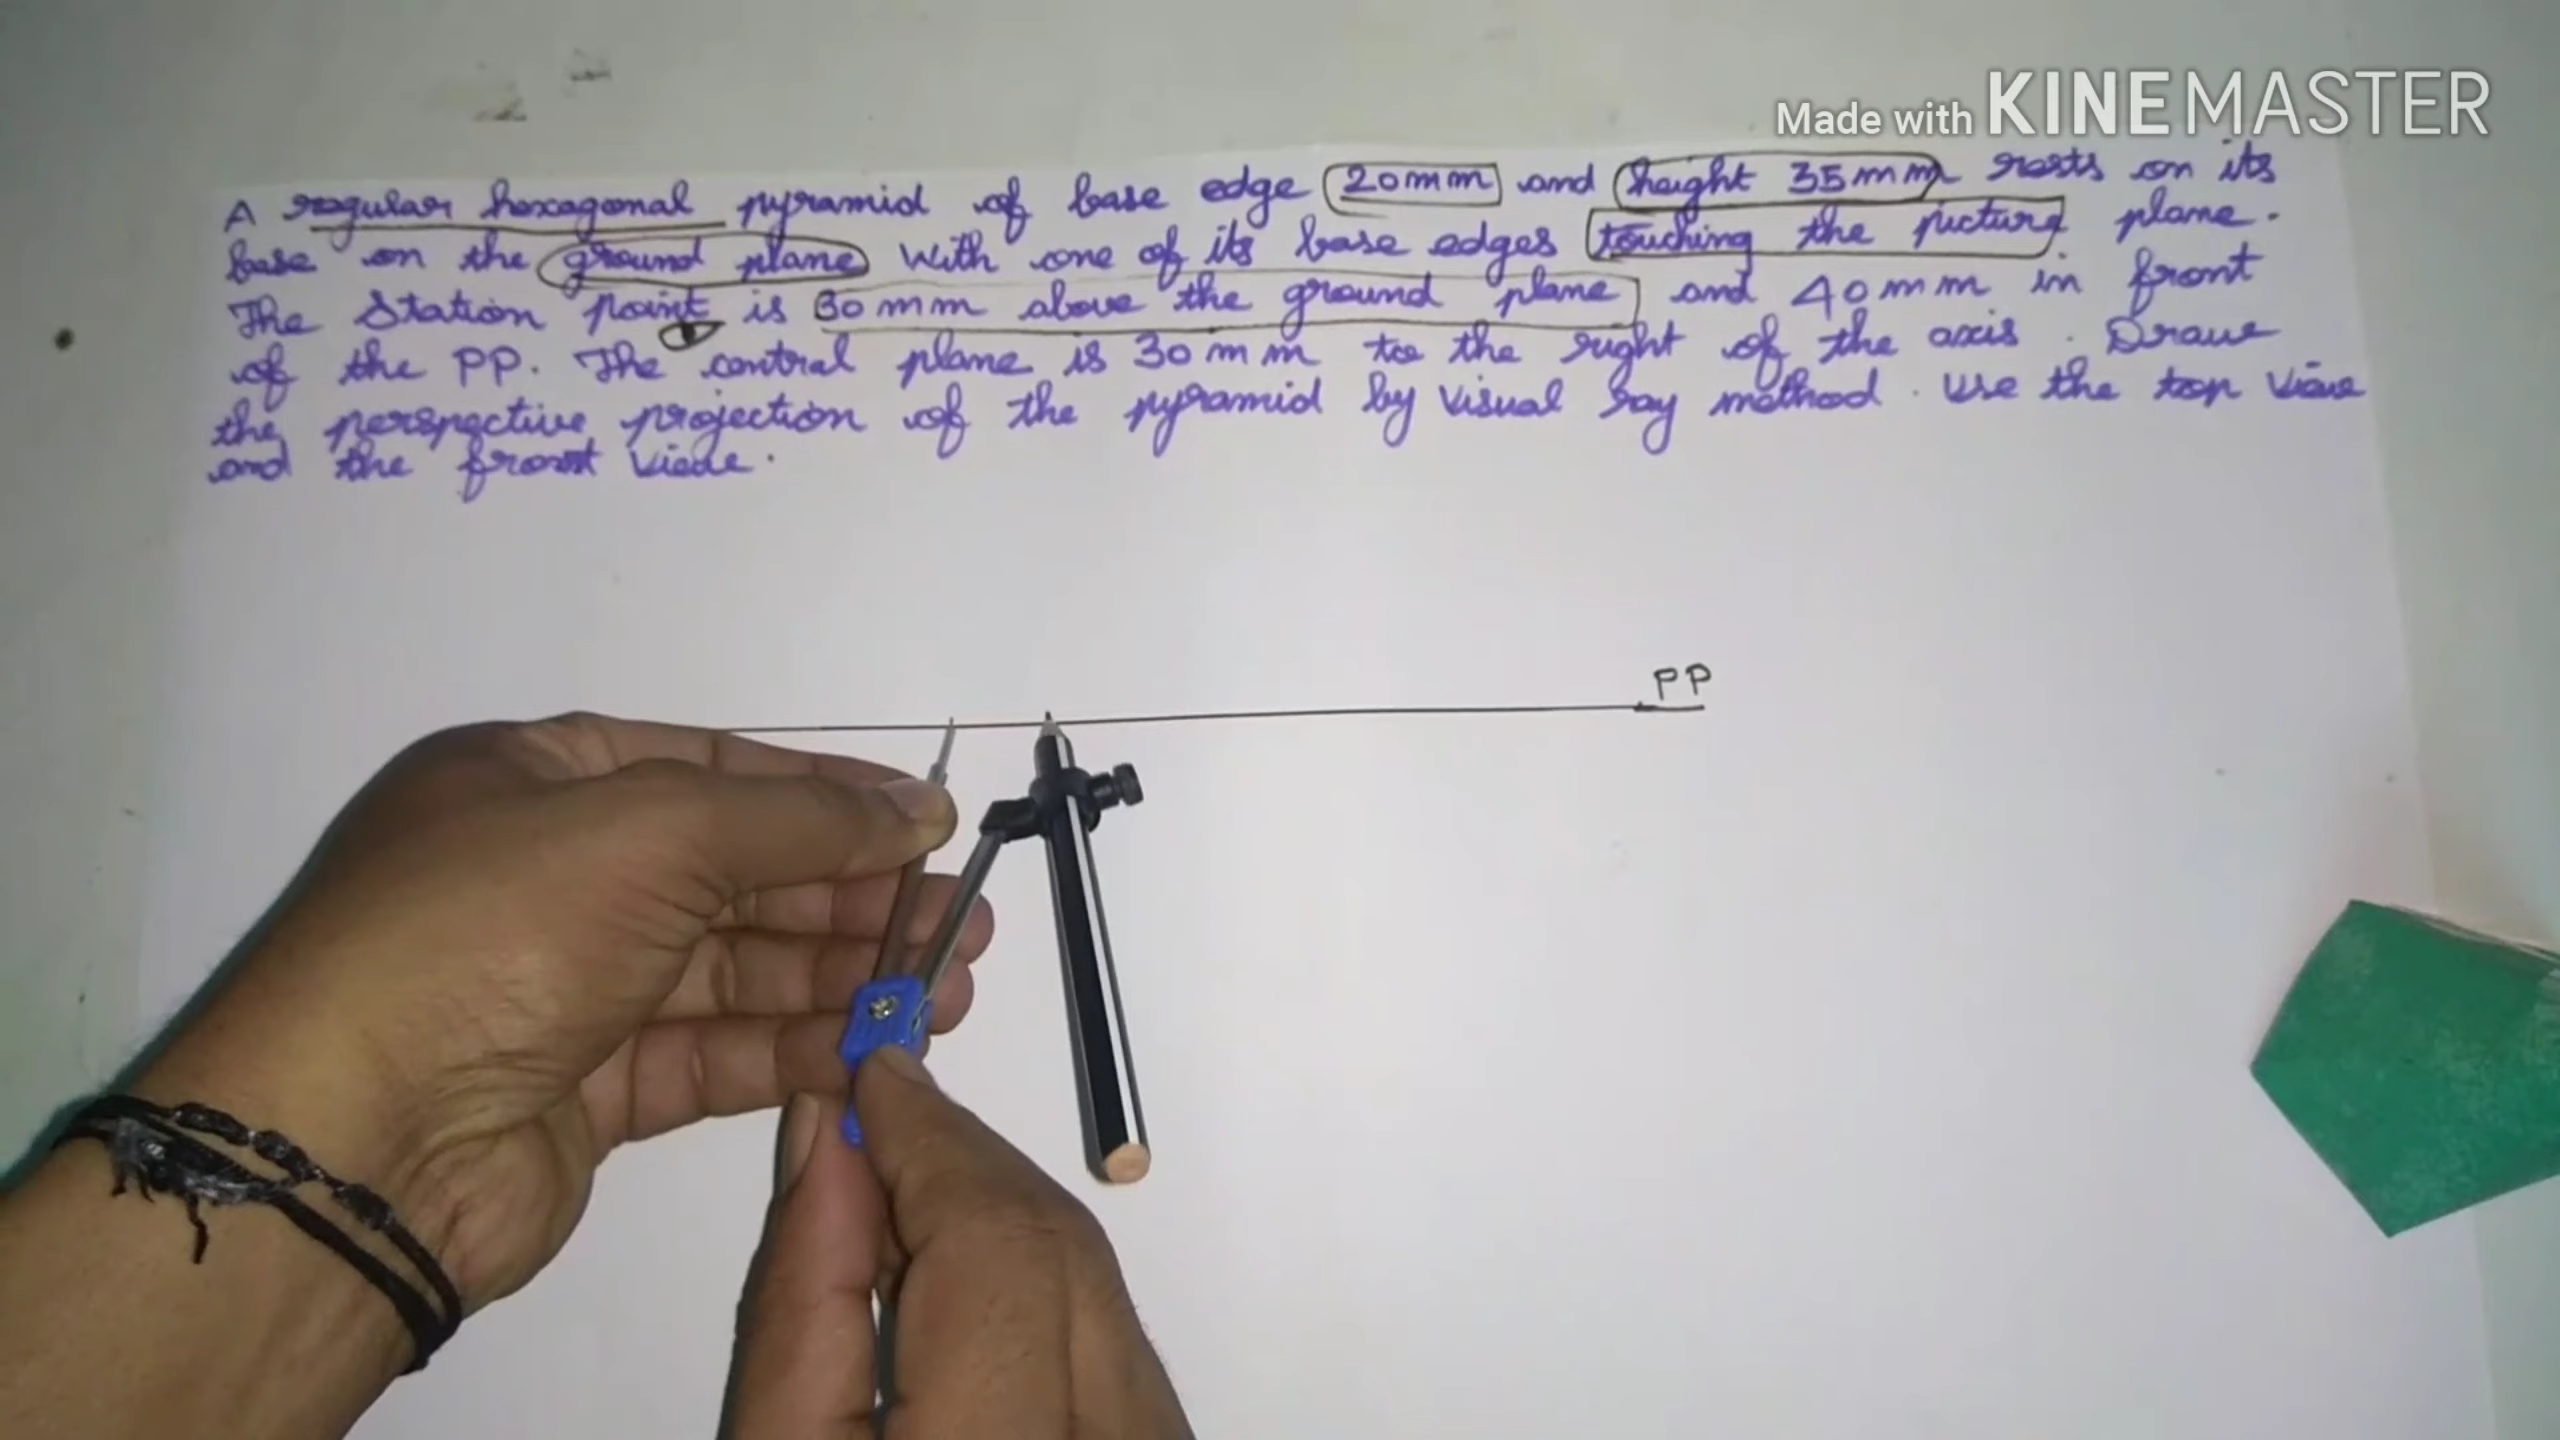 Made with KINEMASTER
A regular hexagonal pyramid of base edge 20mm and height 35mm rests on its
base on the ground plane with one of its base edges touching the picture plane.
The Station point is 30mm above the ground plane and 40mm in front
of the PP. The central plane is 30mm to the right of the axis. Draw
the perspective projection of the pyramid by visual ray method. Use the top view
and the front view.
PP